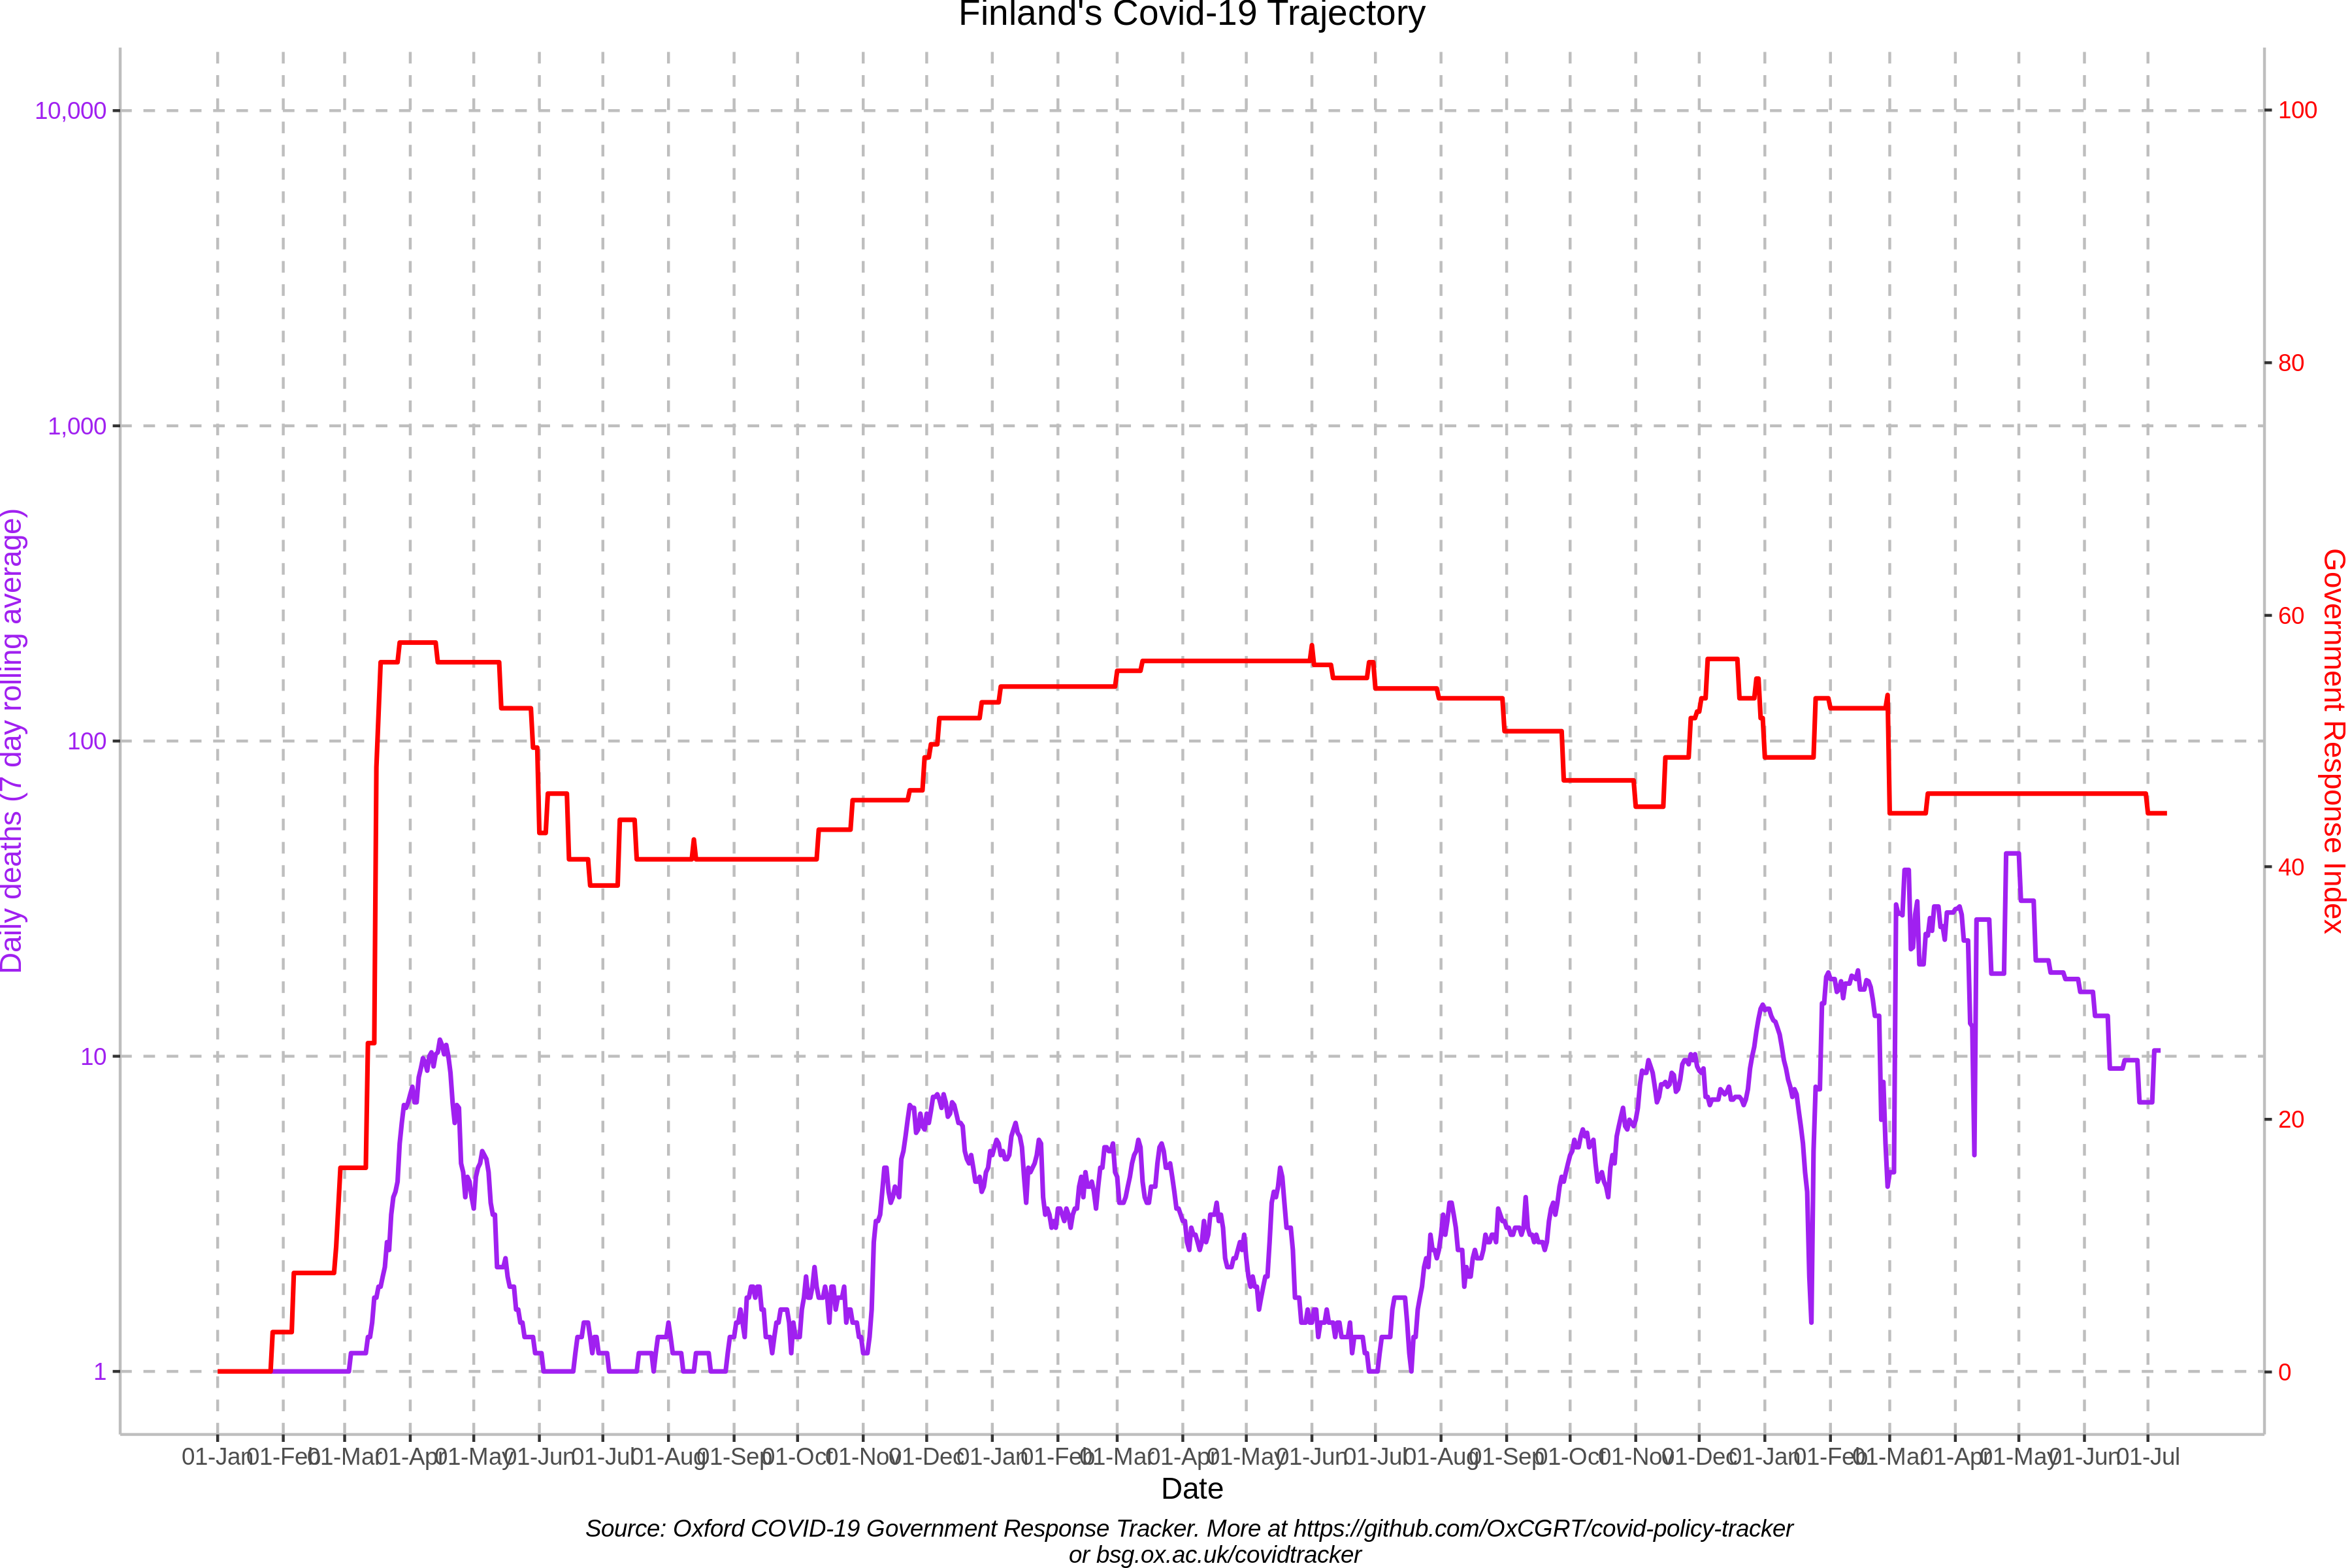 Finland's Covid-19 Trajectory
10,000
1,000
100
10
1
Daily deaths (7 day rolling average)
100
80
60
40
20
0
Government Response Index
01-Jan 01-Feb 01-Mar 01-Apr 01-May 01-Jun 01-Jul 01-Aug 01-Sep 01-Oct 01-Nov 01-Dec 01-Jan 01-Feb 01-Mar 01-Apr 01-May 01-Jun 01-Jul 01-Aug 01-Sep 01-Oct 01-Nov 01-Dec 01-Jan 01-Feb 01-Mar 01-Apr 01-May 01-Jun 01-Jul
Date
Source: Oxford COVID-19 Government Response Tracker. More at https://github.com/OxCGRT/covid-policy-tracker
or bsg.ox.ac.uk/covidtracker